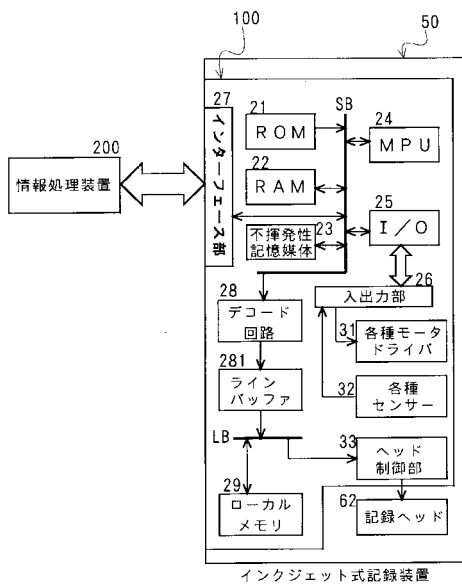 100
50
27
インターフェース部
21
ROM
SB
24
MPU
200
情報処理装置
22
RAM
25
I/O
不揮発性
記憶媒体
23
26
入出力部
28
デコード
回路
31
各種モータ
ドライバ
281
ライン
バッファ
32
各種
センサー
LB
33
ヘッド
制御部
29
ローカル
メモリ
62
記録ヘッド
インクジェット式記録装置